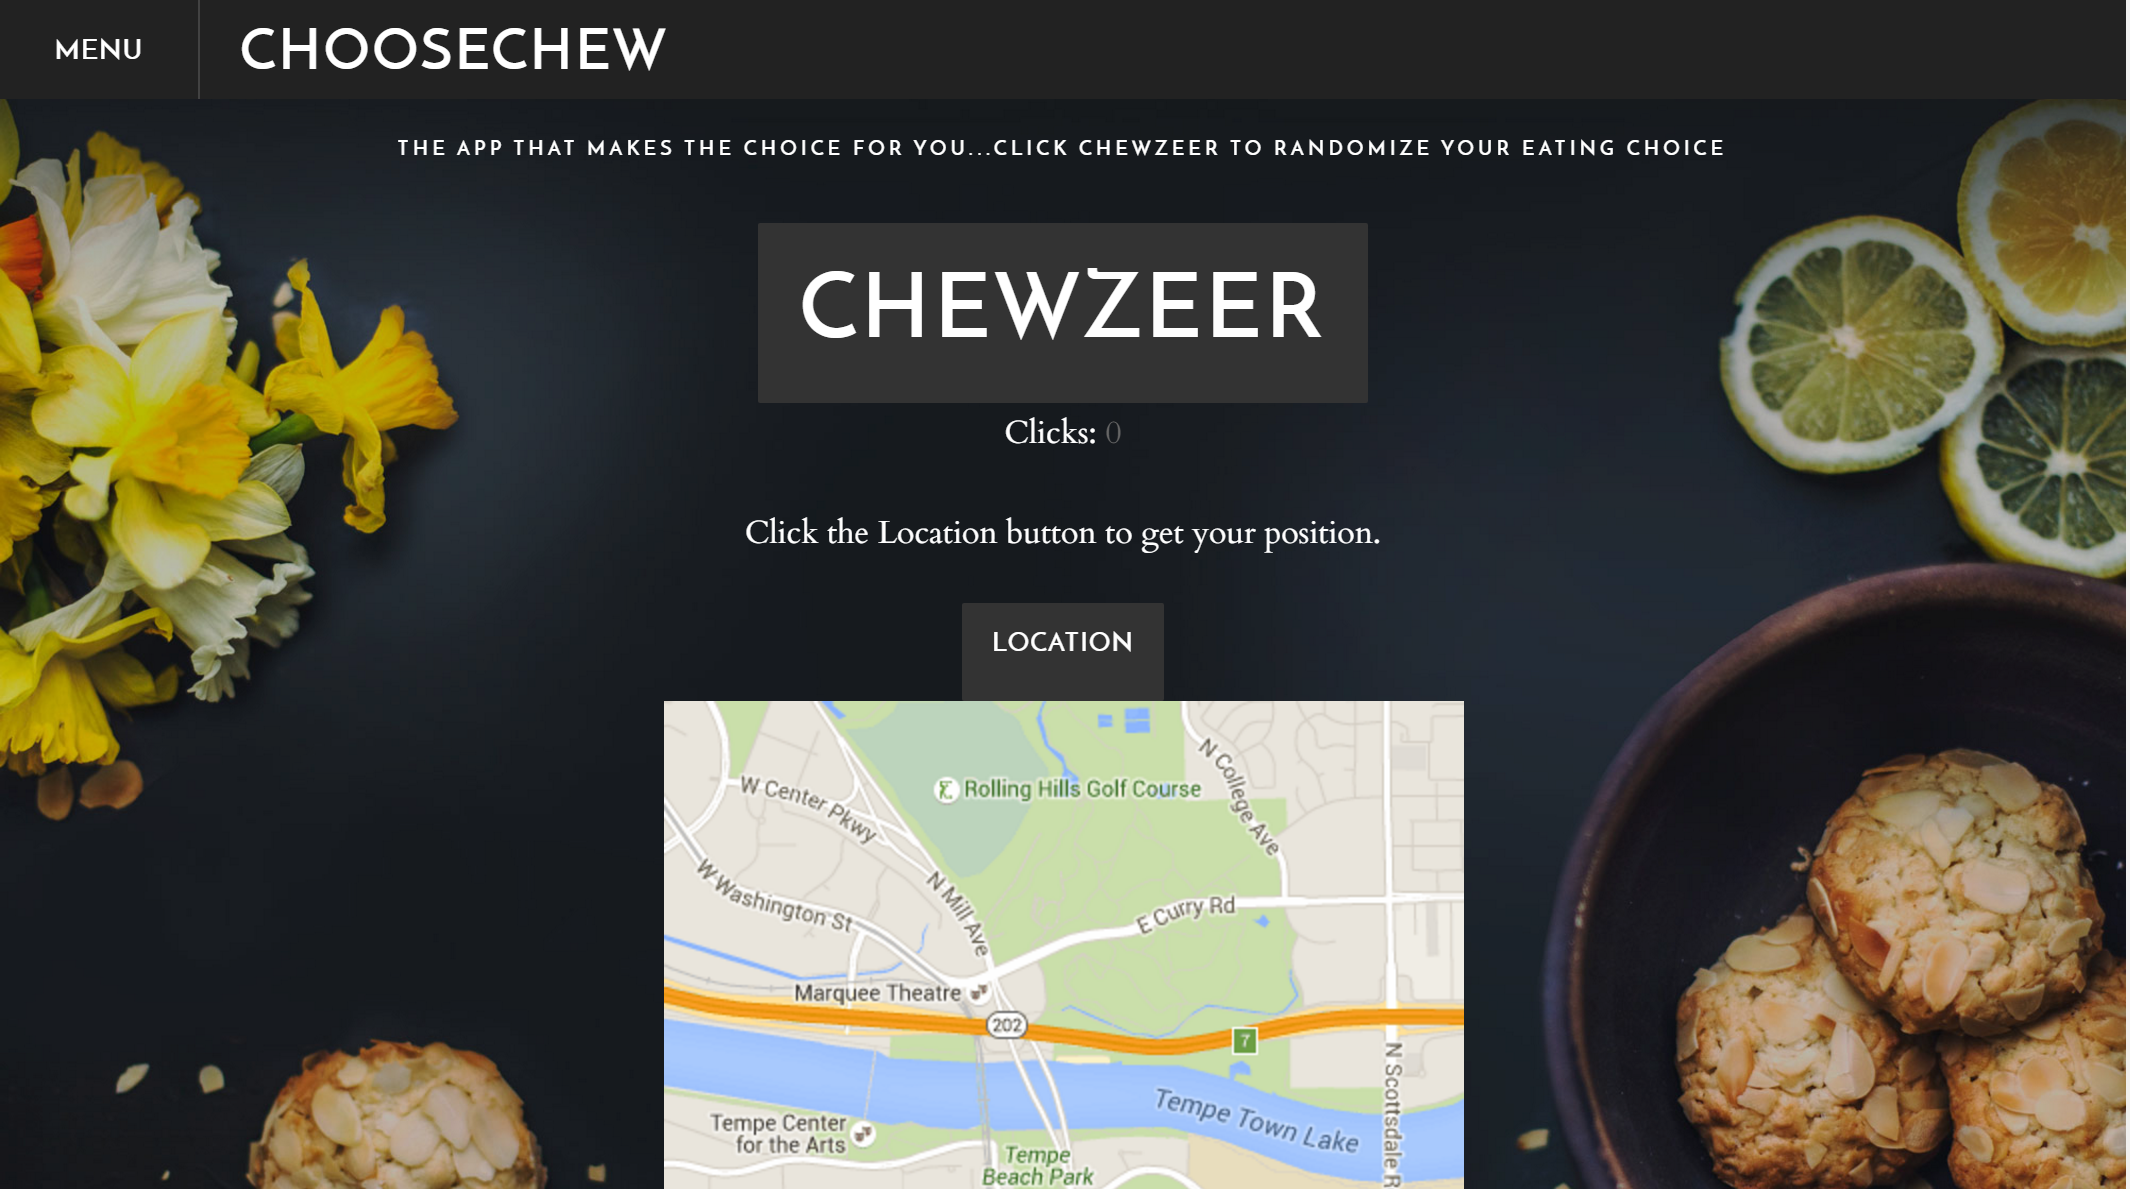 MENU
CHOOSECHEW
THE APP THAT MAKES THE CHOICE FOR YOU...CLICK CHEWZEER TO RANDOMIZE YOUR EATING CHOICE
CHEWZEER
Clicks: 0
Click the Location button to get your position.
LOCATION
N College Ave
W Center Pkwy
Rolling Hills Golf Course
W Washington St
N Mill Ave
E Curry Rd
Marquee Theatre
202
7
N Scottsdale R
Tempe Town Lake
Tempe Center
for the Arts
Tempe
Beach Park